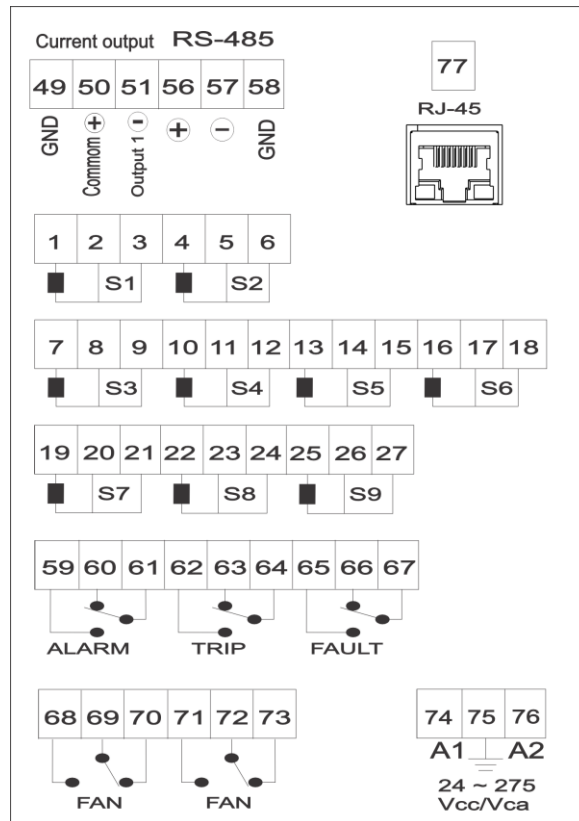 Current output RS-485
49 50 51 56 57 58
GND Commom + Output 1 - + - GND
77
RJ-45
1 2 3 4 5 6
S1 S2
7 8 9 10 11 12 13 14 15 16 17 18
S3 S4 S5 S6
19 20 21 22 23 24 25 26 27
S7 S8 S9
59 60 61 62 63 64 65 66 67
ALARM TRIP FAULT
68 69 70 71 72 73
FAN FAN
74 75 76
A1 A2
24 ~ 275
Vcc/Vca